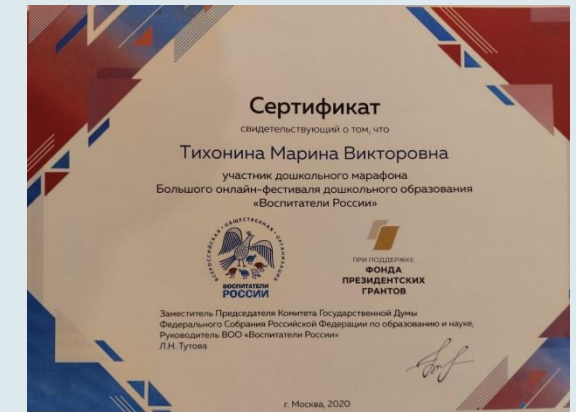 Сертификат
свидетельствующий о том, что
Тихонина Марина Викторовна
участник дошкольного марафона
Большого онлайн-фестиваля дошкольного образования
«Воспитатели России»
ВСЕРОССИЙСКАЯ ОБЩЕСТВЕННАЯ ОРГАНИЗАЦИЯ
ВОСПИТАТЕЛИ
РОССИИ
ПРИ ПОДДЕРЖКЕ
ФОНДА
ПРЕЗИДЕНТСКИХ
ГРАНТОВ
Заместитель Председателя Комитета Государственной Думы
Федерального Собрания Российской Федерации по образованию и науке,
Руководитель ВОО «Воспитатели России»
Л.Н. Тутова
г. Москва, 2020